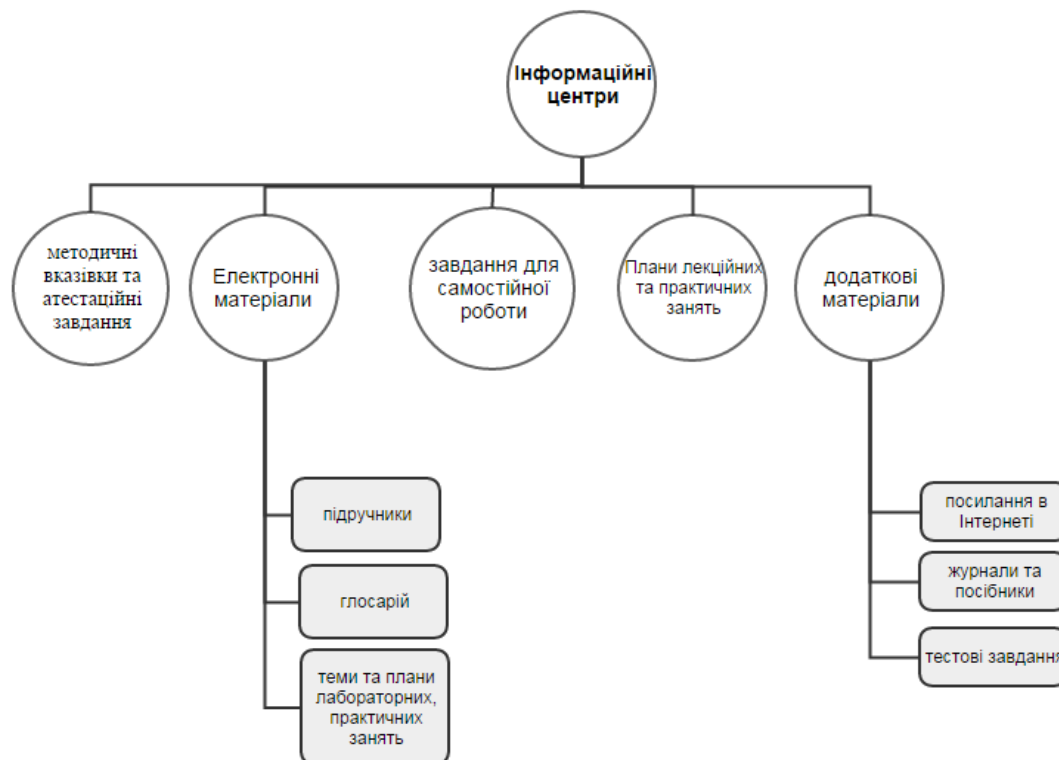 Інформаційні
центри
методичні
вказівки та
атестаційні
завдання
Електронні
матеріали
завдання для
самостійної
роботи
Плани лекційних
та практичних
занять
додаткові
матеріали
підручники
глосарій
теми та плани
лабораторних,
практичних
занять
посилання в
Інтернеті
журнали та
посібники
тестові завдання